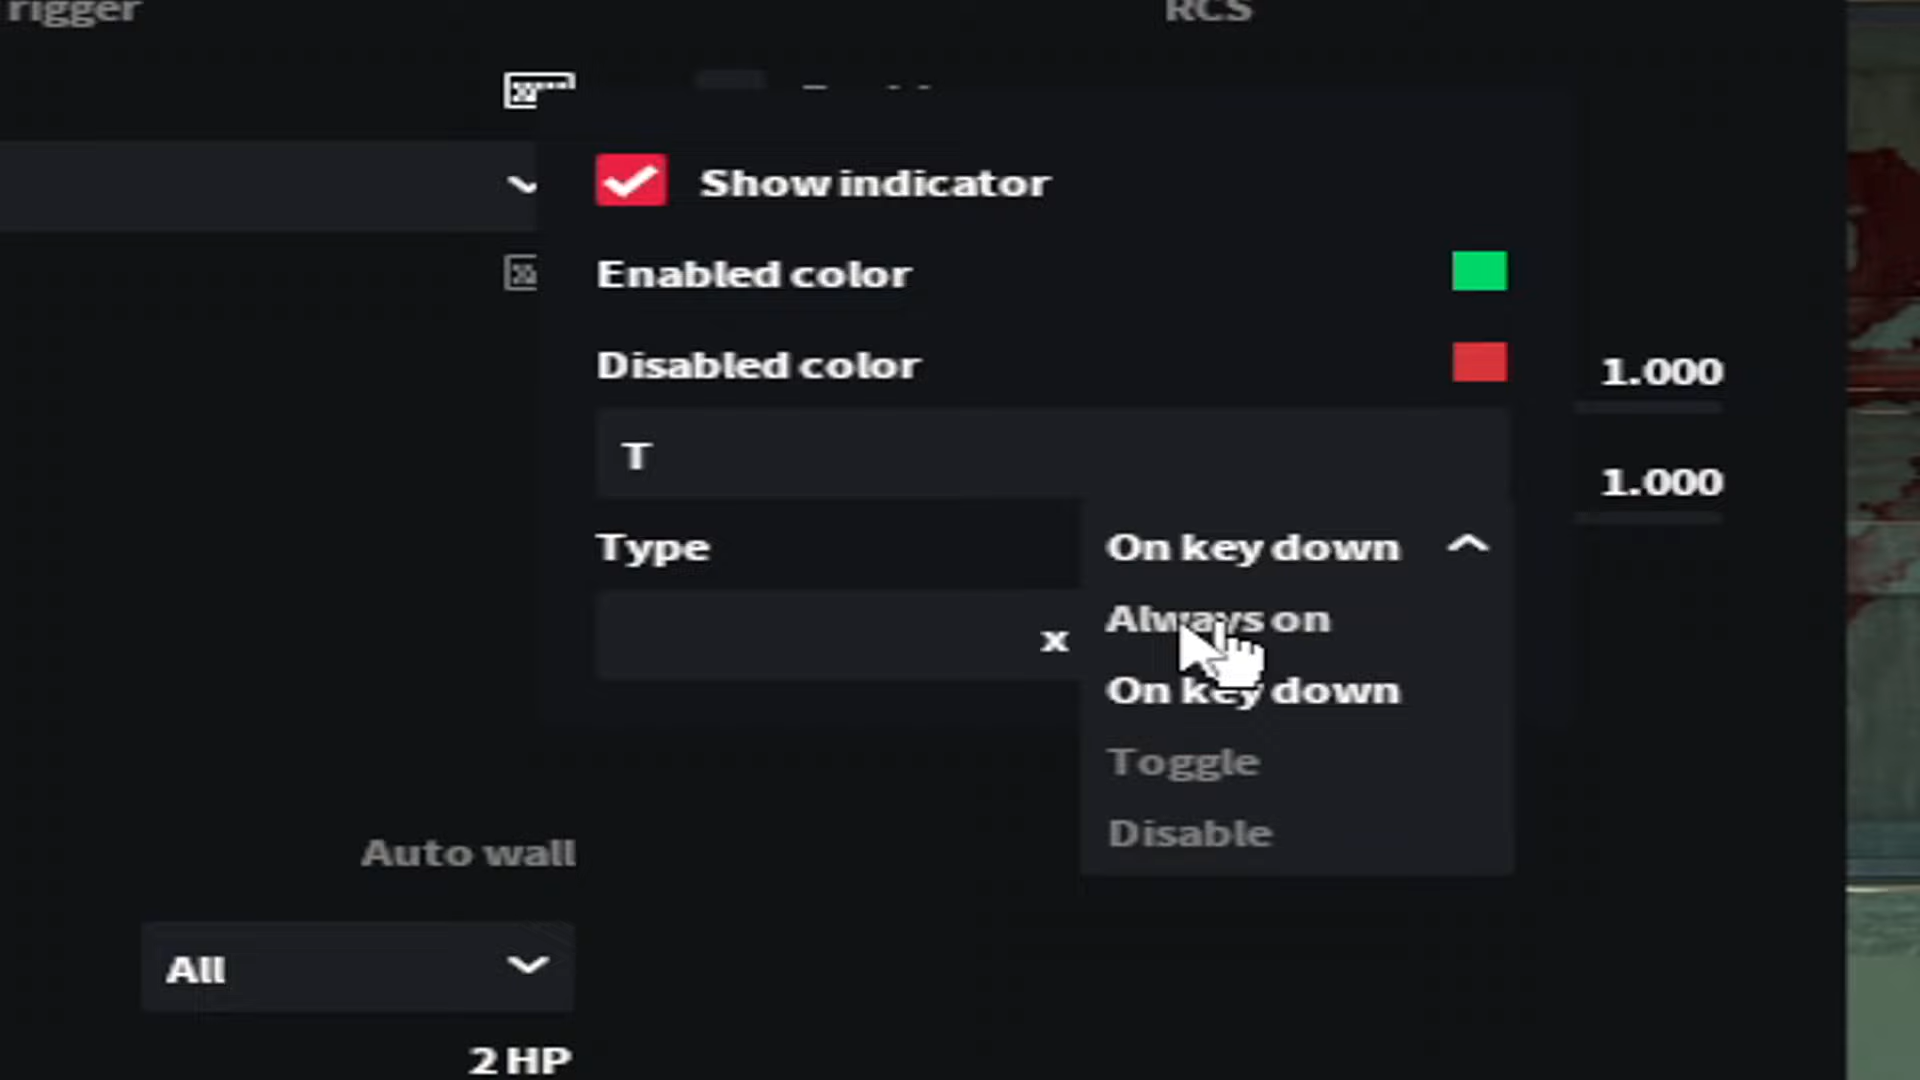 rigger
RCS
Show indicator
Enabled color
Disabled color
1.000
T
1.000
Type
On key down
Always on
x
On key down
Toggle
Disable
Auto wall
All
2 HP